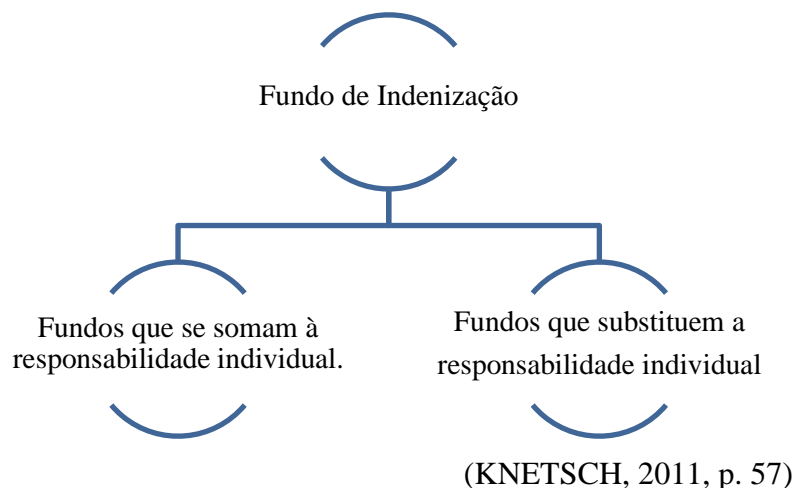 Fundo de Indenização
Fundos que se somam à
responsabilidade individual.
Fundos que substituem a
responsabilidade individual
(KNETSCH, 2011, p. 57)